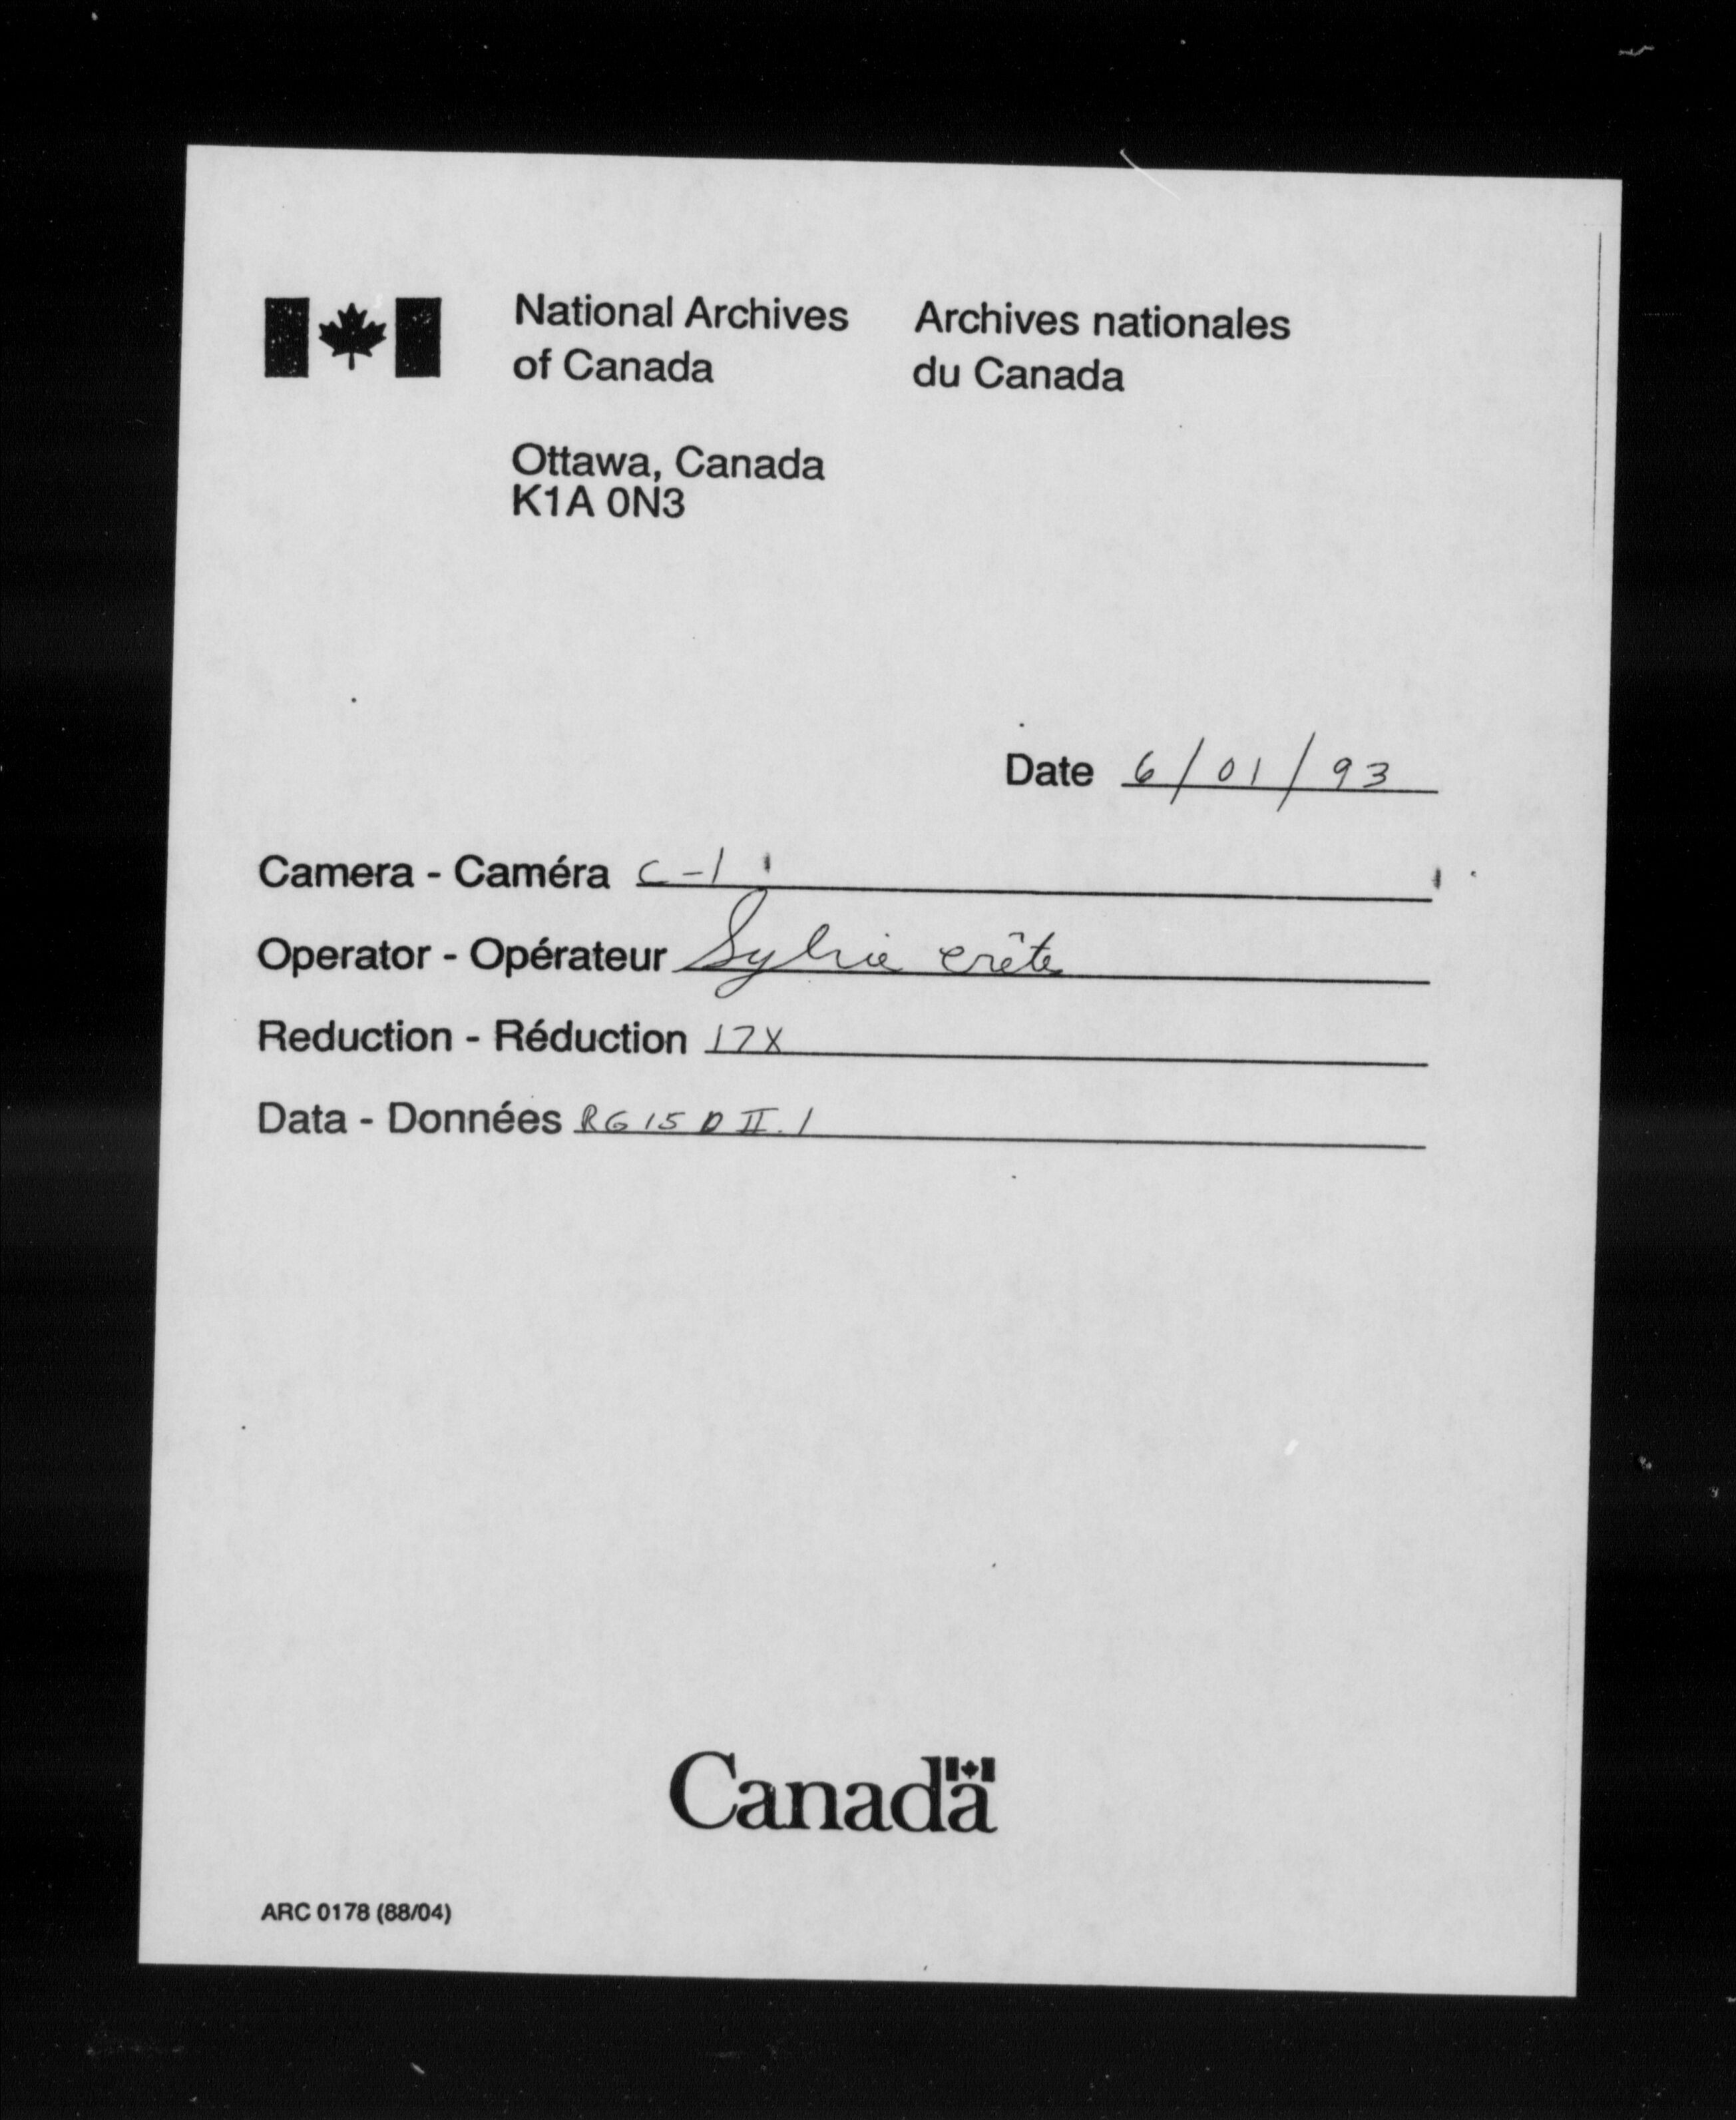 National Archives of Canada
Archives nationales du Canada
Ottawa, Canada
K1A 0N3
Date 6/01/93
Camera - Caméra C-1
Operator - Opérateur Sylvie crête
Reduction - Réduction 17X
Data - Données RG 15 D II.1
Canada
ARC 0178 (88/04)